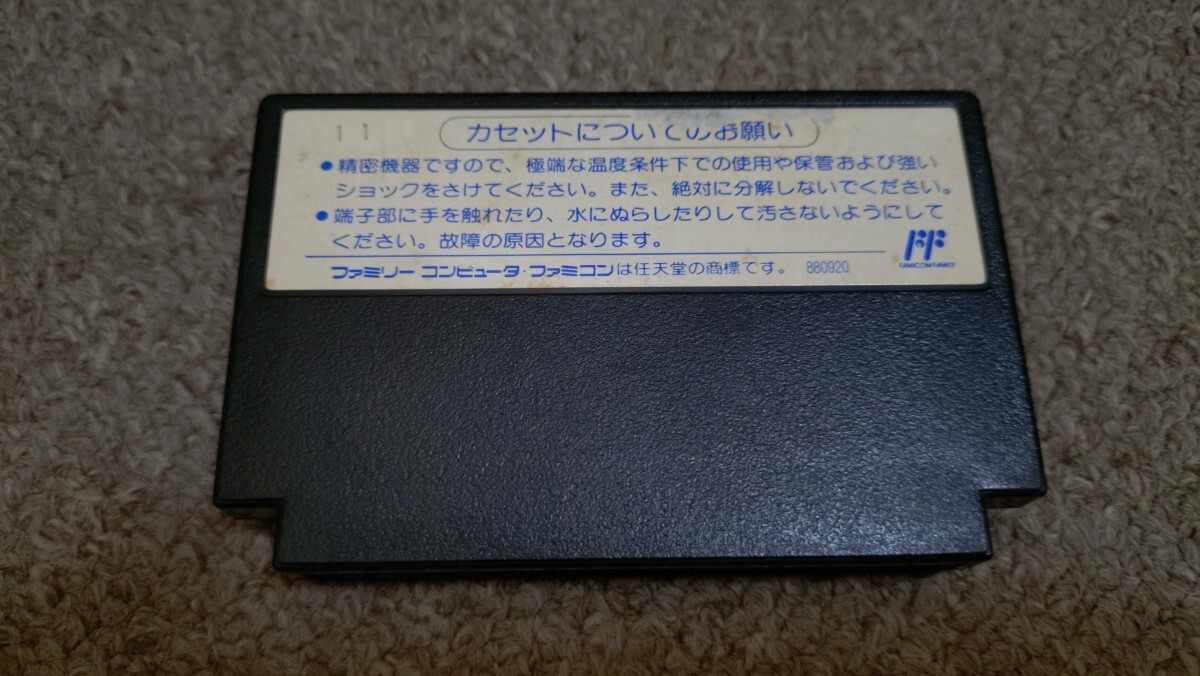 11
カセットについてのお願い
●精密機器ですので、極端な温度条件下での使用や保管および強い
ショックをさけてください。また、絶対に分解しないでください。
●端子部に手を触れたり、水にぬらしたりして汚さないようにして
ください。故障の原因となります。
FF
FAMICOM FAMILY
ファミリー コンピュータ・ファミコンは任天堂の商標です。 880920